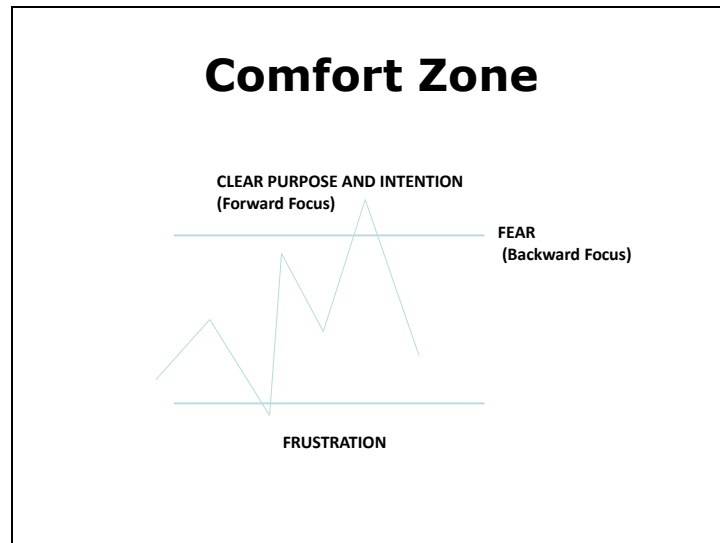 Comfort Zone
CLEAR PURPOSE AND INTENTION
(Forward Focus)
FEAR
(Backward Focus)
FRUSTRATION